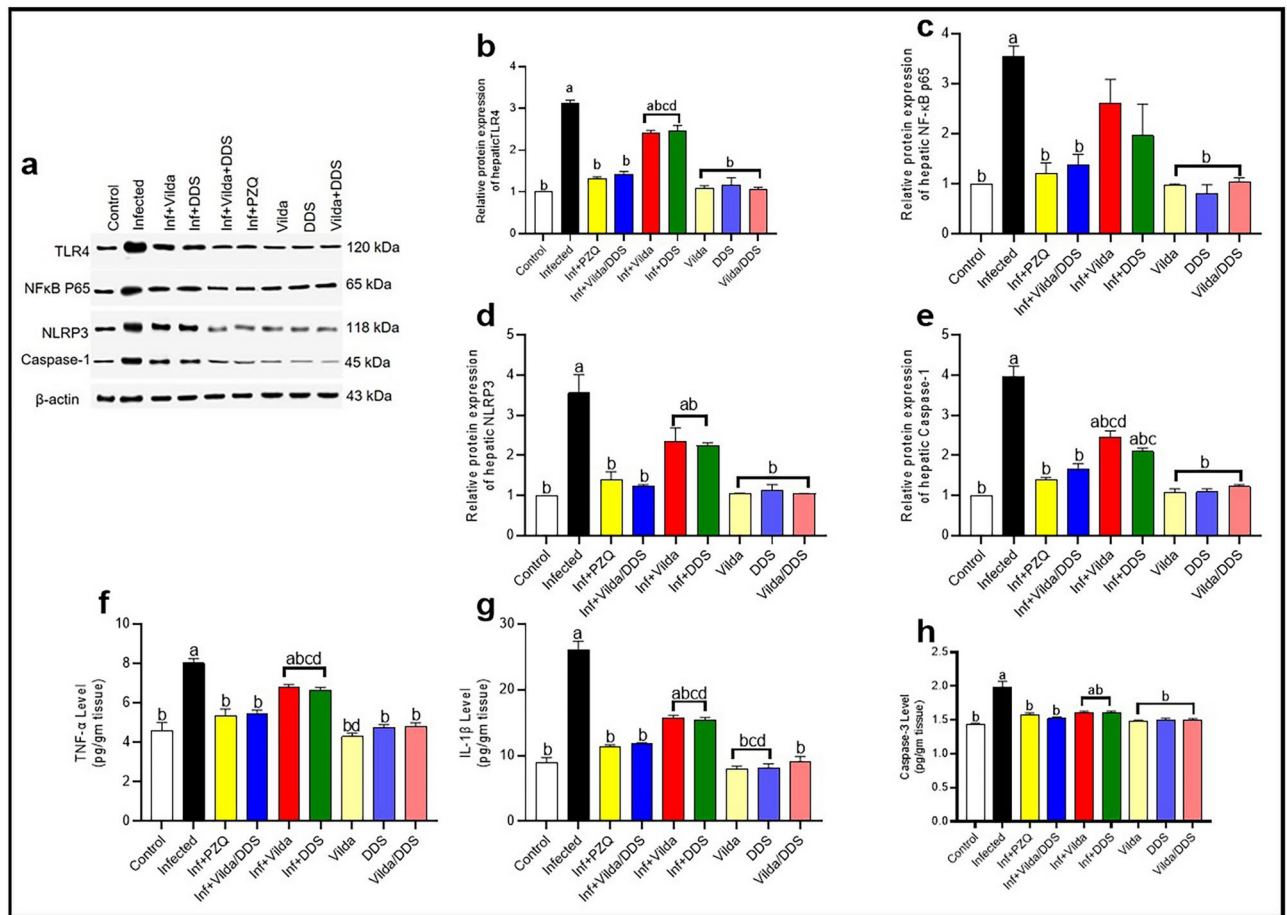 a
Control
Infected
Inf+Vilda
Inf+DDS
Inf+Vilda+DDS
Inf+PZQ
Vilda
DDS
Vilda+DDS
TLR4
120 kDa
NFκB P65
65 kDa
NLRP3
118 kDa
Caspase-1
45 kDa
β-actin
43 kDa
b
Relative protein expression
of hepaticTLR4
4
3
2
1
0
b
a
b
b
abcd
b
Control
Infected
Inf+PZQ
Inf+Vilda/DDS
Inf+Vilda
Inf+DDS
Vilda
DDS
Vilda/DDS
c
Relative protein expression
of hepatic NF-κB p65
4
3
2
1
0
b
a
b
b
b
Control
Infected
Inf+PZQ
Inf+Vilda/DDS
Inf+Vilda
Inf+DDS
Vilda
DDS
Vilda/DDS
d
Relative protein expression
of hepatic NLRP3
5
4
3
2
1
0
b
a
b
b
ab
b
Control
Infected
Inf+PZQ
Inf+Vilda/DDS
Inf+Vilda
Inf+DDS
Vilda
DDS
Vilda/DDS
e
Relative protein expression
of hepatic Caspase-1
5
4
3
2
1
0
b
a
b
b
abcd
abc
b
Control
Infected
Inf+PZQ
Inf+Vilda/DDS
Inf+Vilda
Inf+DDS
Vilda
DDS
Vilda/DDS
f
TNF-α Level
(pg/gm tissue)
10
8
6
4
2
0
b
a
b
b
abcd
bd
b
b
Control
Infected
Inf+PZQ
Inf+Vilda/DDS
Inf+Vilda
Inf+DDS
Vilda
DDS
Vilda/DDS
g
IL-1β Level
(pg/gm tissue)
30
20
10
0
b
a
b
b
abcd
bcd
b
Control
Infected
Inf+PZQ
Inf+Vilda/DDS
Inf+Vilda
Inf+DDS
Vilda
DDS
Vilda/DDS
h
Caspase-3 Level
(pg/gm tissue)
2.5
2.0
1.5
1.0
0.5
0.0
b
a
b
b
ab
b
Control
Infected
Inf+PZQ
Inf+Vilda/DDS
Inf+Vilda
Inf+DDS
Vilda
DDS
Vilda/DDS